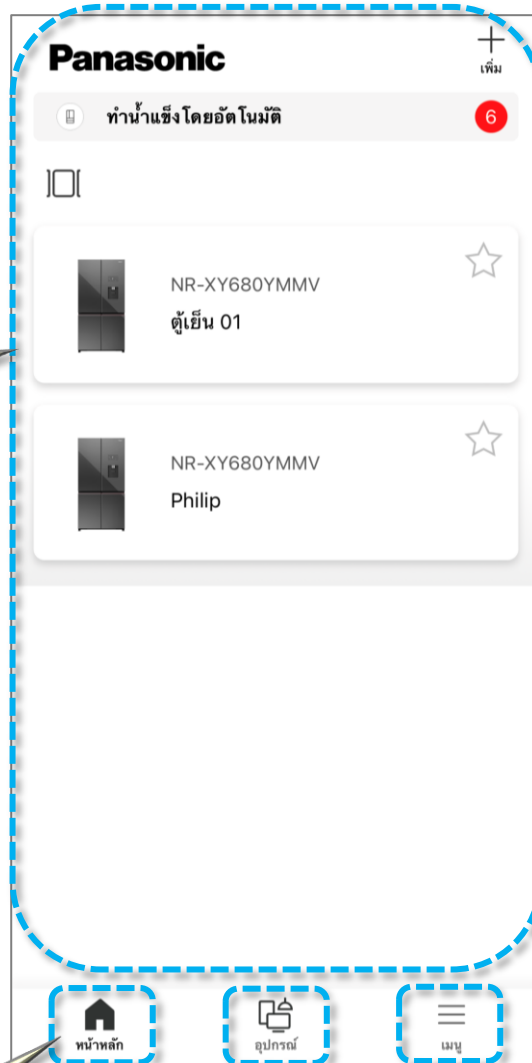 Panasonic
เพิ่ม
ทำน้ำแข็งโดยอัตโนมัติ
6
NR-XY680YMMV
ตู้เย็น 01
NR-XY680YMMV
Philip
หน้าหลัก
อุปกรณ์
เมนู